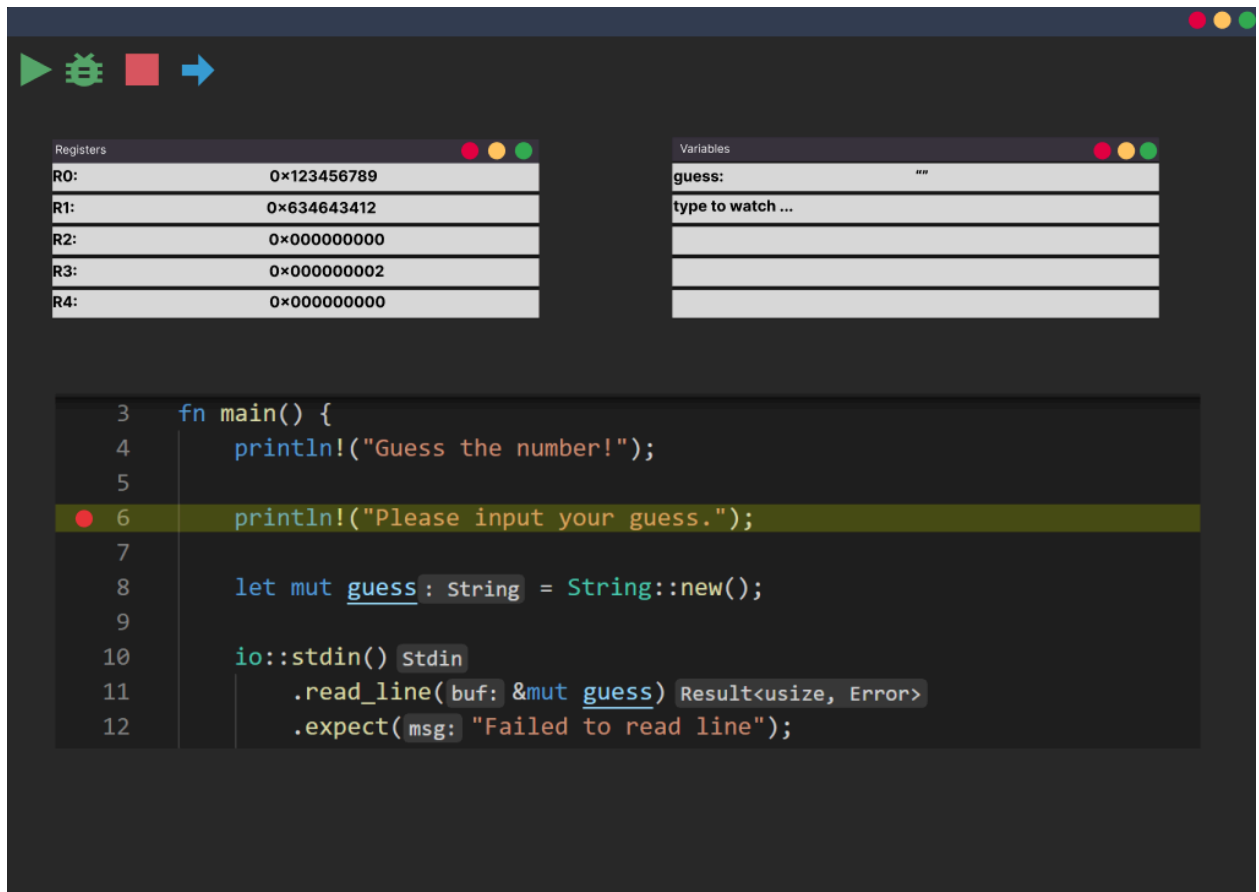 Registers
R0: 0×123456789
R1: 0×634643412
R2: 0×000000000
R3: 0×000000002
R4: 0×000000000
Variables
guess: “”
type to watch ...
3 fn main() {
4 println!("Guess the number!");
5
6 println!("Please input your guess.");
7
8 let mut guess: String = String::new();
9
10 io::stdin() Stdin
11 .read_line(buf: &mut guess) Result<usize, Error>
12 .expect(msg: "Failed to read line");